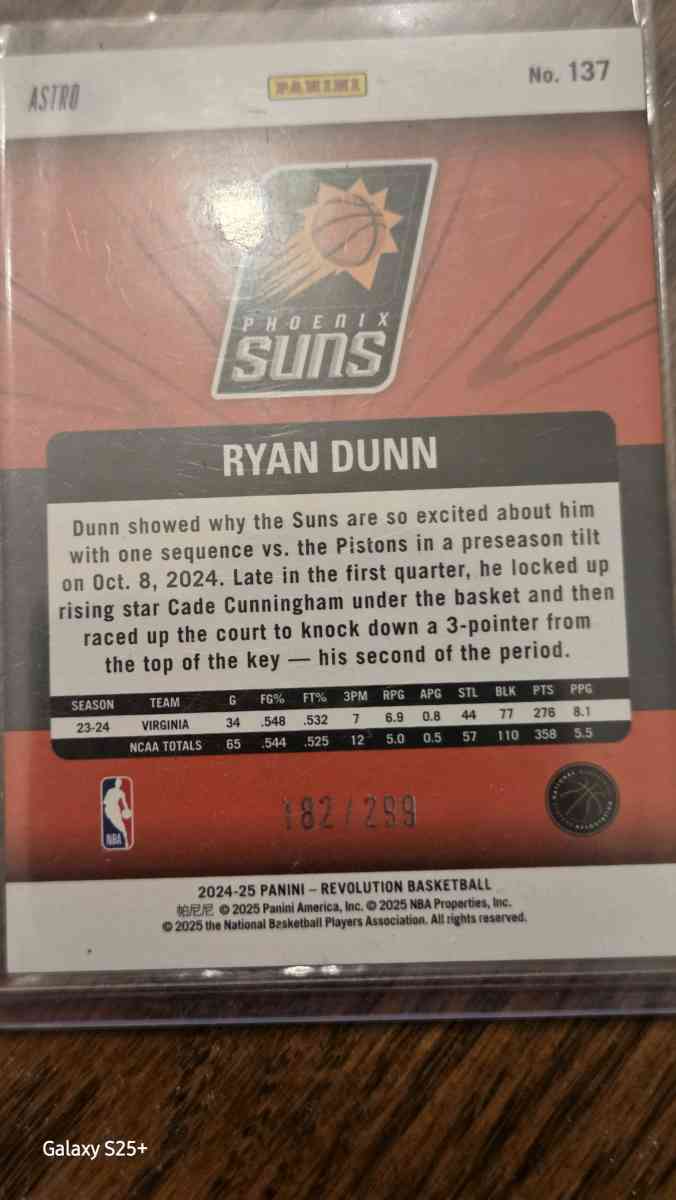 ASTRO
PANINI
No. 137
PHOENIX
SUNS
RYAN DUNN
Dunn showed why the Suns are so excited about him
with one sequence vs. the Pistons in a preseason tilt
on Oct. 8, 2024. Late in the first quarter, he locked up
rising star Cade Cunningham under the basket and then
raced up the court to knock down a 3-pointer from
the top of the key — his second of the period.
SEASON TEAM G FG% FT% 3PM RPG APG STL BLK PTS PPG
23-24 VIRGINIA 34 .548 .532 7 6.9 0.8 44 77 276 8.1
NCAA TOTALS 65 .544 .525 12 5.0 0.5 57 110 358 5.5
NBA
182/299
2024-25 PANINI – REVOLUTION BASKETBALL
帕尼尼 © 2025 Panini America, Inc. © 2025 NBA Properties, Inc.
© 2025 the National Basketball Players Association. All rights reserved.
Galaxy S25+